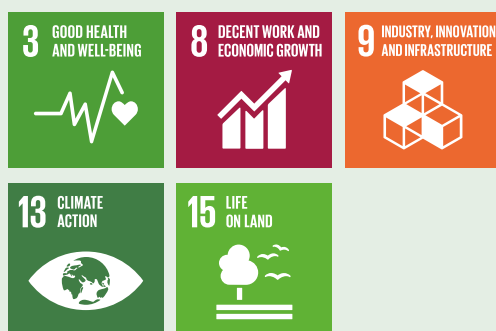 3 GOOD HEALTH
AND WELL-BEING
8 DECENT WORK AND
ECONOMIC GROWTH
9 INDUSTRY, INNOVATION
AND INFRASTRUCTURE
13 CLIMATE
ACTION
15 LIFE
ON LAND